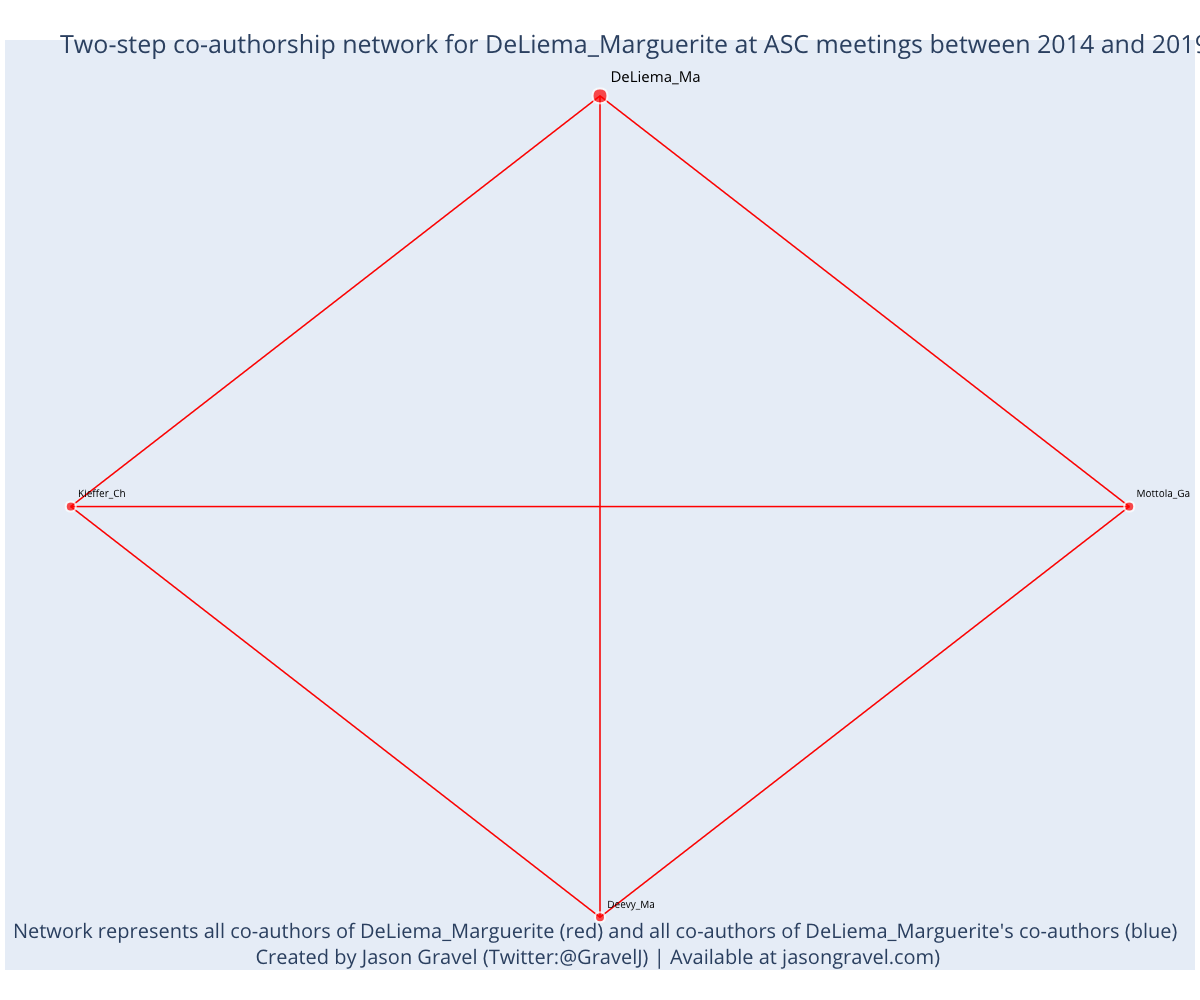 Two-step co-authorship network for DeLiema_Marguerite at ASC meetings between 2014 and 2019
DeLiema_Ma
Kieffer_Ch
Mottola_Ga
Deevy_Ma
Network represents all co-authors of DeLiema_Marguerite (red) and all co-authors of DeLiema_Marguerite's co-authors (blue)
Created by Jason Gravel (Twitter:@GravelJ) | Available at jasongravel.com)